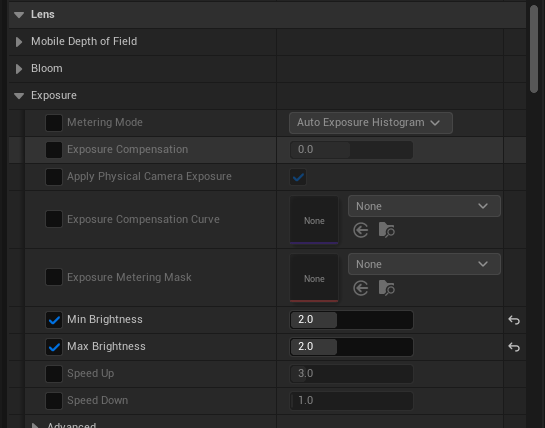 Lens
Mobile Depth of Field
Bloom
Exposure
Metering Mode Auto Exposure Histogram
Exposure Compensation 0.0
Apply Physical Camera Exposure
Exposure Compensation Curve None None
Exposure Metering Mask None None
Min Brightness 2.0
Max Brightness 2.0
Speed Up 3.0
Speed Down 1.0
Advanced